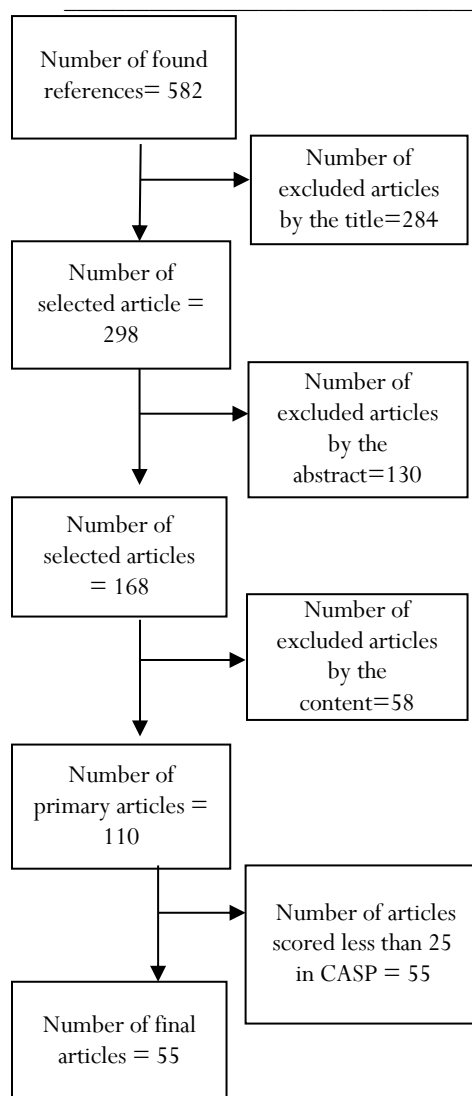 Number of found
references= 582
Number of
excluded articles
by the title=284
Number of
selected article =
298
Number of
excluded articles
by the
abstract=130
Number of
selected articles
= 168
Number of
excluded articles
by the
content=58
Number of
primary articles =
110
Number of articles
scored less than 25
in CASP = 55
Number of final
articles = 55